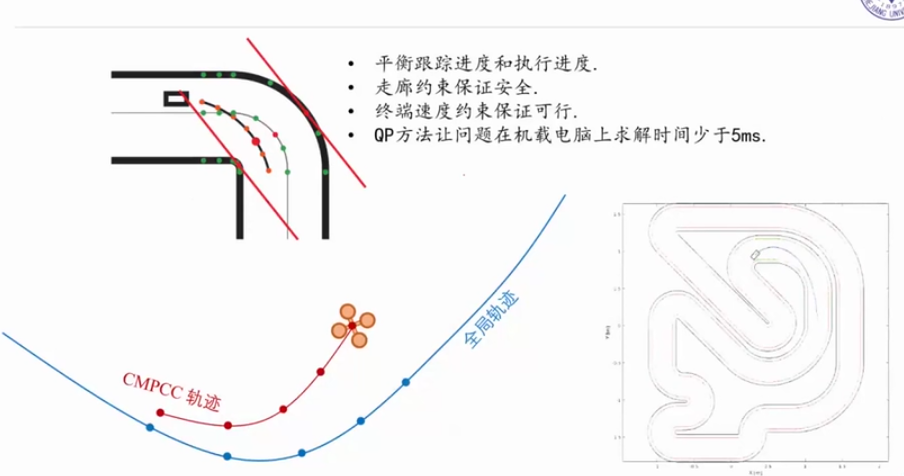 • 平衡跟踪进度和执行进度.
• 走廊约束保证安全.
• 终端速度约束保证可行.
• QP方法让问题在机载电脑上求解时间少于5ms.
CMPCC 轨迹
全局轨迹